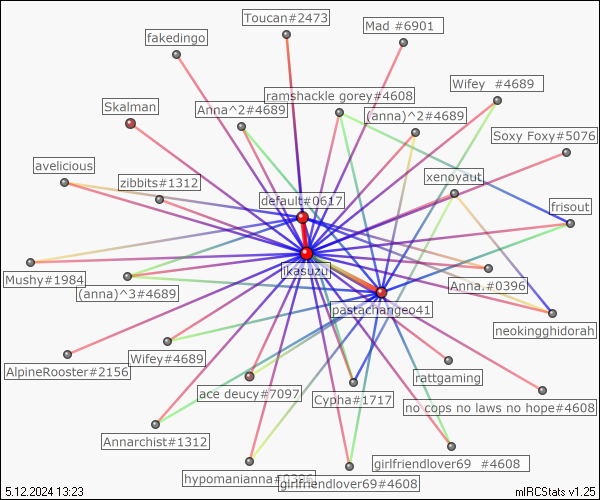 Toucan#2473
Mad #6901
fakedingo
Wifey  #4689
ramshackle gorey#4608
Skalman
Anna^2#4689
(anna)^2#4689
Soxy Foxy#5076
avelicious
xenoyaut
zibbits#1312
default#0617
frisout
ikasuzu
Mushy#1984
Anna.#0396
(anna)^3#4689
pastachangeo41
neokingghidorah
Wifey#4689
AlpineRooster#2156
rattgaming
ace deucy#7097
Cypha#1717
no cops no laws no hope#4608
Annarchist#1312
girlfriendlover69  #4608
hypomanianna#0396
girlfriendlover69#4608
5.12.2024 13:23
mIRCStats v1.25